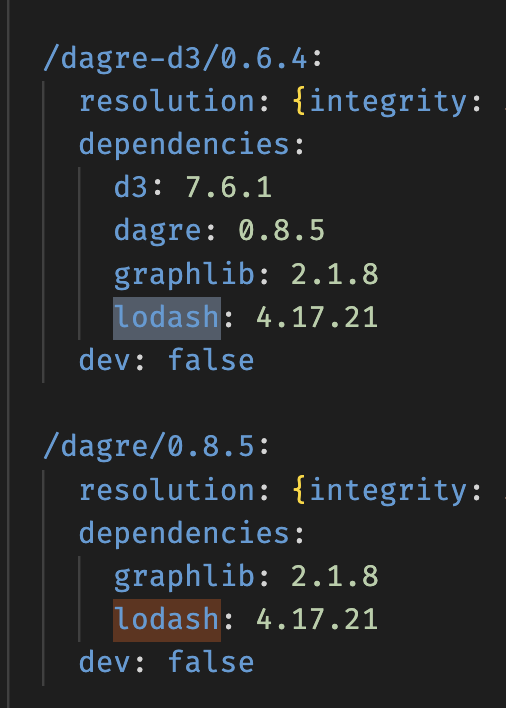 /dagre-d3/0.6.4:
resolution: {integrity:
dependencies:
d3: 7.6.1
dagre: 0.8.5
graphlib: 2.1.8
lodash: 4.17.21
dev: false
/dagre/0.8.5:
resolution: {integrity:
dependencies:
graphlib: 2.1.8
lodash: 4.17.21
dev: false